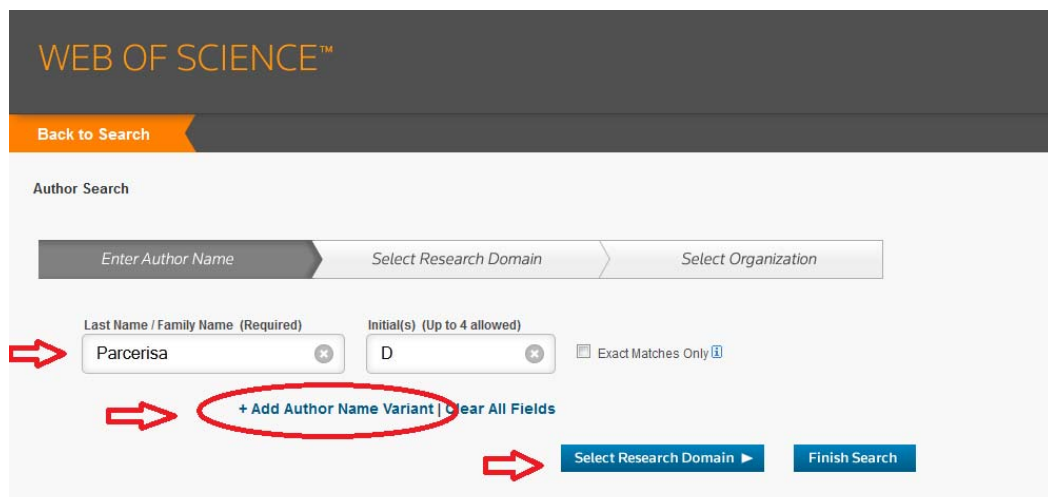 WEB OF SCIENCE™
Back to Search
Author Search
Enter Author Name Select Research Domain Select Organization
Last Name / Family Name (Required) Initial(s) (Up to 4 allowed)
Parcerisa D Exact Matches Only i
+ Add Author Name Variant | Clear All Fields
Select Research Domain ► Finish Search